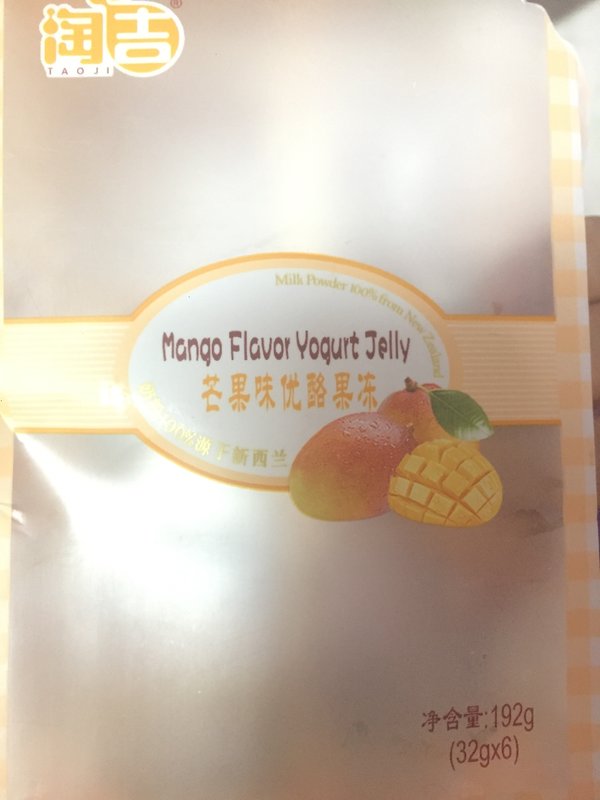 淘吉®
TAOJI
Milk Powder 100% from New Zealand
Mango Flavor Yogurt Jelly
芒果味优酪果冻
100%源于新西兰
净含量:192g
(32gx6)